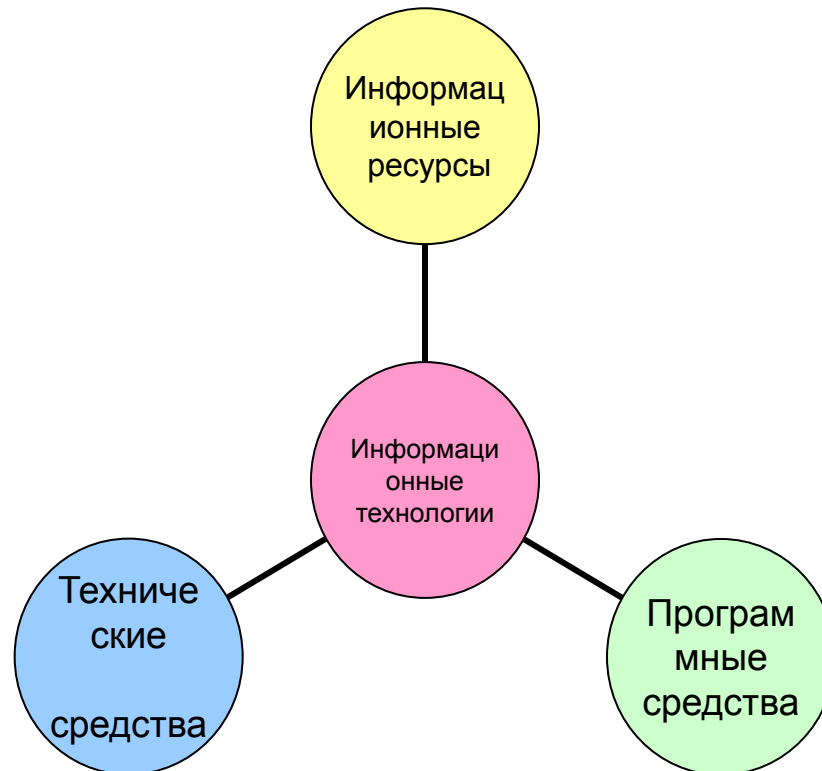 Информац
ионные
ресурсы
Информаци
онные
технологии
Техниче
ские
средства
Програм
мные
средства